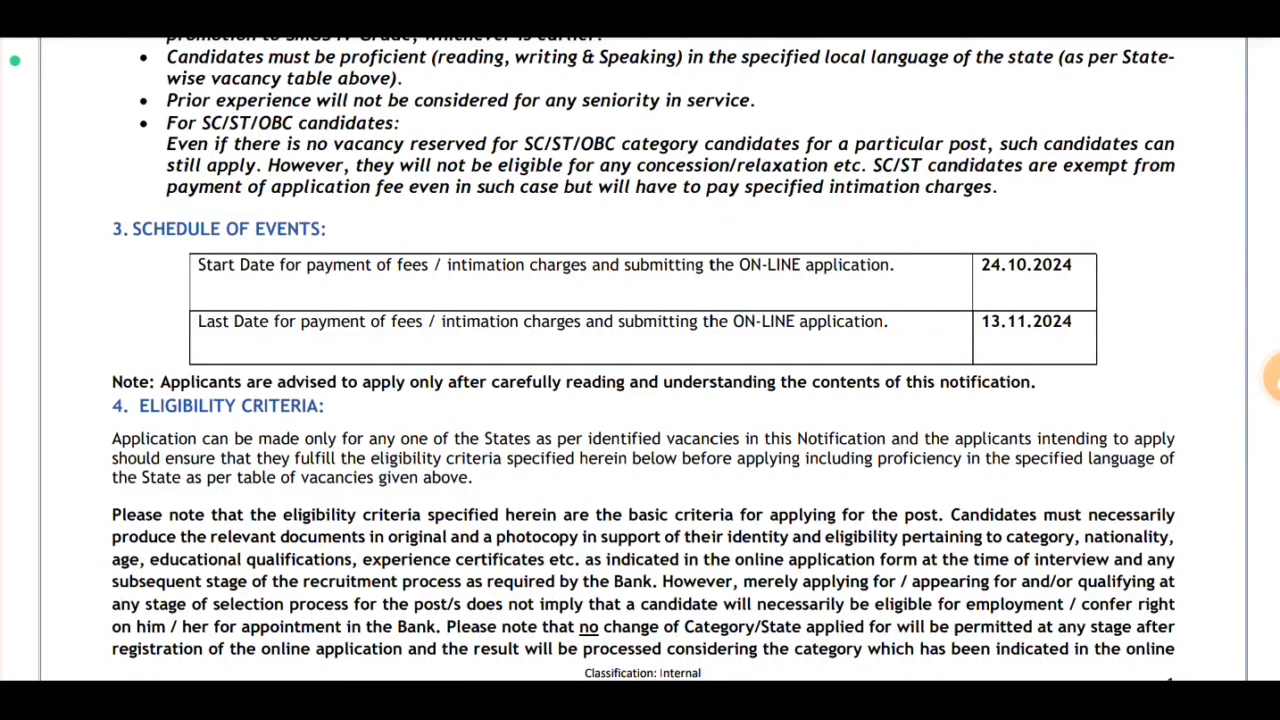 promotion to SMGS IV Grade, whichever is earlier.
• Candidates must be proficient (reading, writing & Speaking) in the specified local language of the state (as per State-
wise vacancy table above).
• Prior experience will not be considered for any seniority in service.
• For SC/ST/OBC candidates:
Even if there is no vacancy reserved for SC/ST/OBC category candidates for a particular post, such candidates can
still apply. However, they will not be eligible for any concession/relaxation etc. SC/ST candidates are exempt from
payment of application fee even in such case but will have to pay specified intimation charges.
3. SCHEDULE OF EVENTS:
Start Date for payment of fees / intimation charges and submitting the ON-LINE application. 24.10.2024
Last Date for payment of fees / intimation charges and submitting the ON-LINE application. 13.11.2024
Note: Applicants are advised to apply only after carefully reading and understanding the contents of this notification.
4. ELIGIBILITY CRITERIA:
Application can be made only for any one of the States as per identified vacancies in this Notification and the applicants intending to apply
should ensure that they fulfill the eligibility criteria specified herein below before applying including proficiency in the specified language of
the State as per table of vacancies given above.
Please note that the eligibility criteria specified herein are the basic criteria for applying for the post. Candidates must necessarily
produce the relevant documents in original and a photocopy in support of their identity and eligibility pertaining to category, nationality,
age, educational qualifications, experience certificates etc. as indicated in the online application form at the time of interview and any
subsequent stage of the recruitment process as required by the Bank. However, merely applying for / appearing for and/or qualifying at
any stage of selection process for the post/s does not imply that a candidate will necessarily be eligible for employment / confer right
on him / her for appointment in the Bank. Please note that no change of Category/State applied for will be permitted at any stage after
registration of the online application and the result will be processed considering the category which has been indicated in the online
Classification: Internal